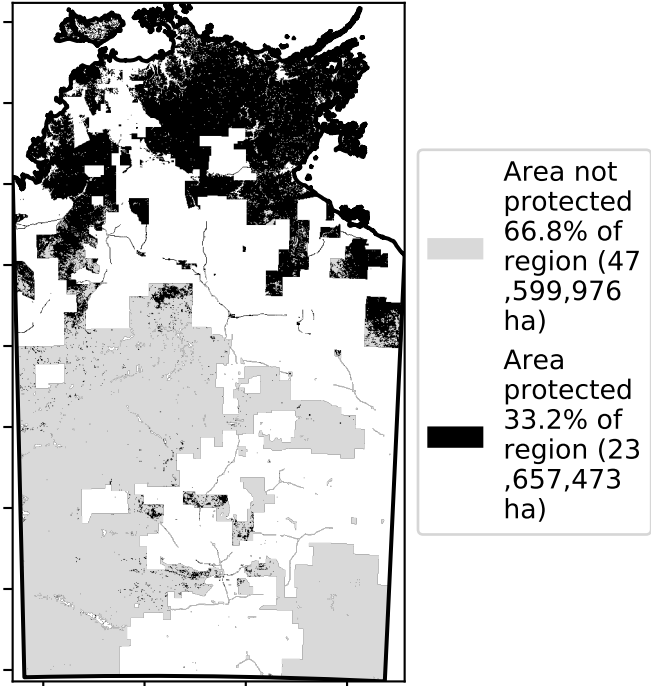 Area not
protected
66.8% of
region (47
,599,976
ha)
Area
protected
33.2% of
region (23
,657,473
ha)